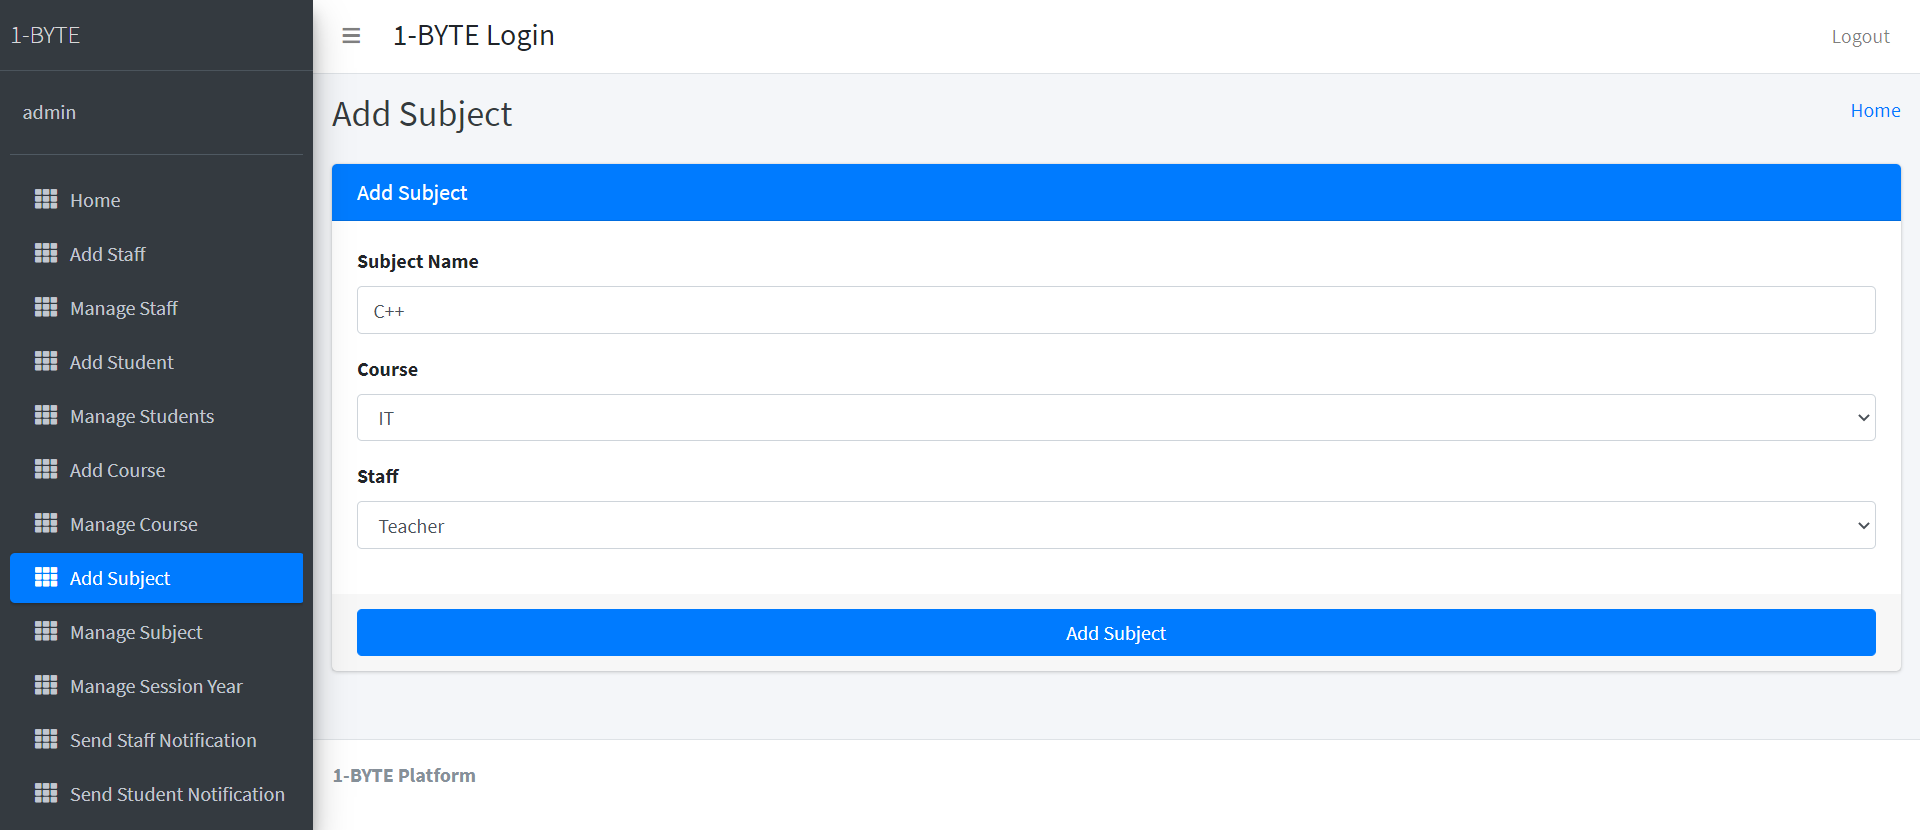 1-BYTE
admin
Home
Add Staff
Manage Staff
Add Student
Manage Students
Add Course
Manage Course
Add Subject
Manage Subject
Manage Session Year
Send Staff Notification
Send Student Notification
1-BYTE Login
Logout
Add Subject
Home
Add Subject
Subject Name
C++
Course
IT
Staff
Teacher
Add Subject
1-BYTE Platform